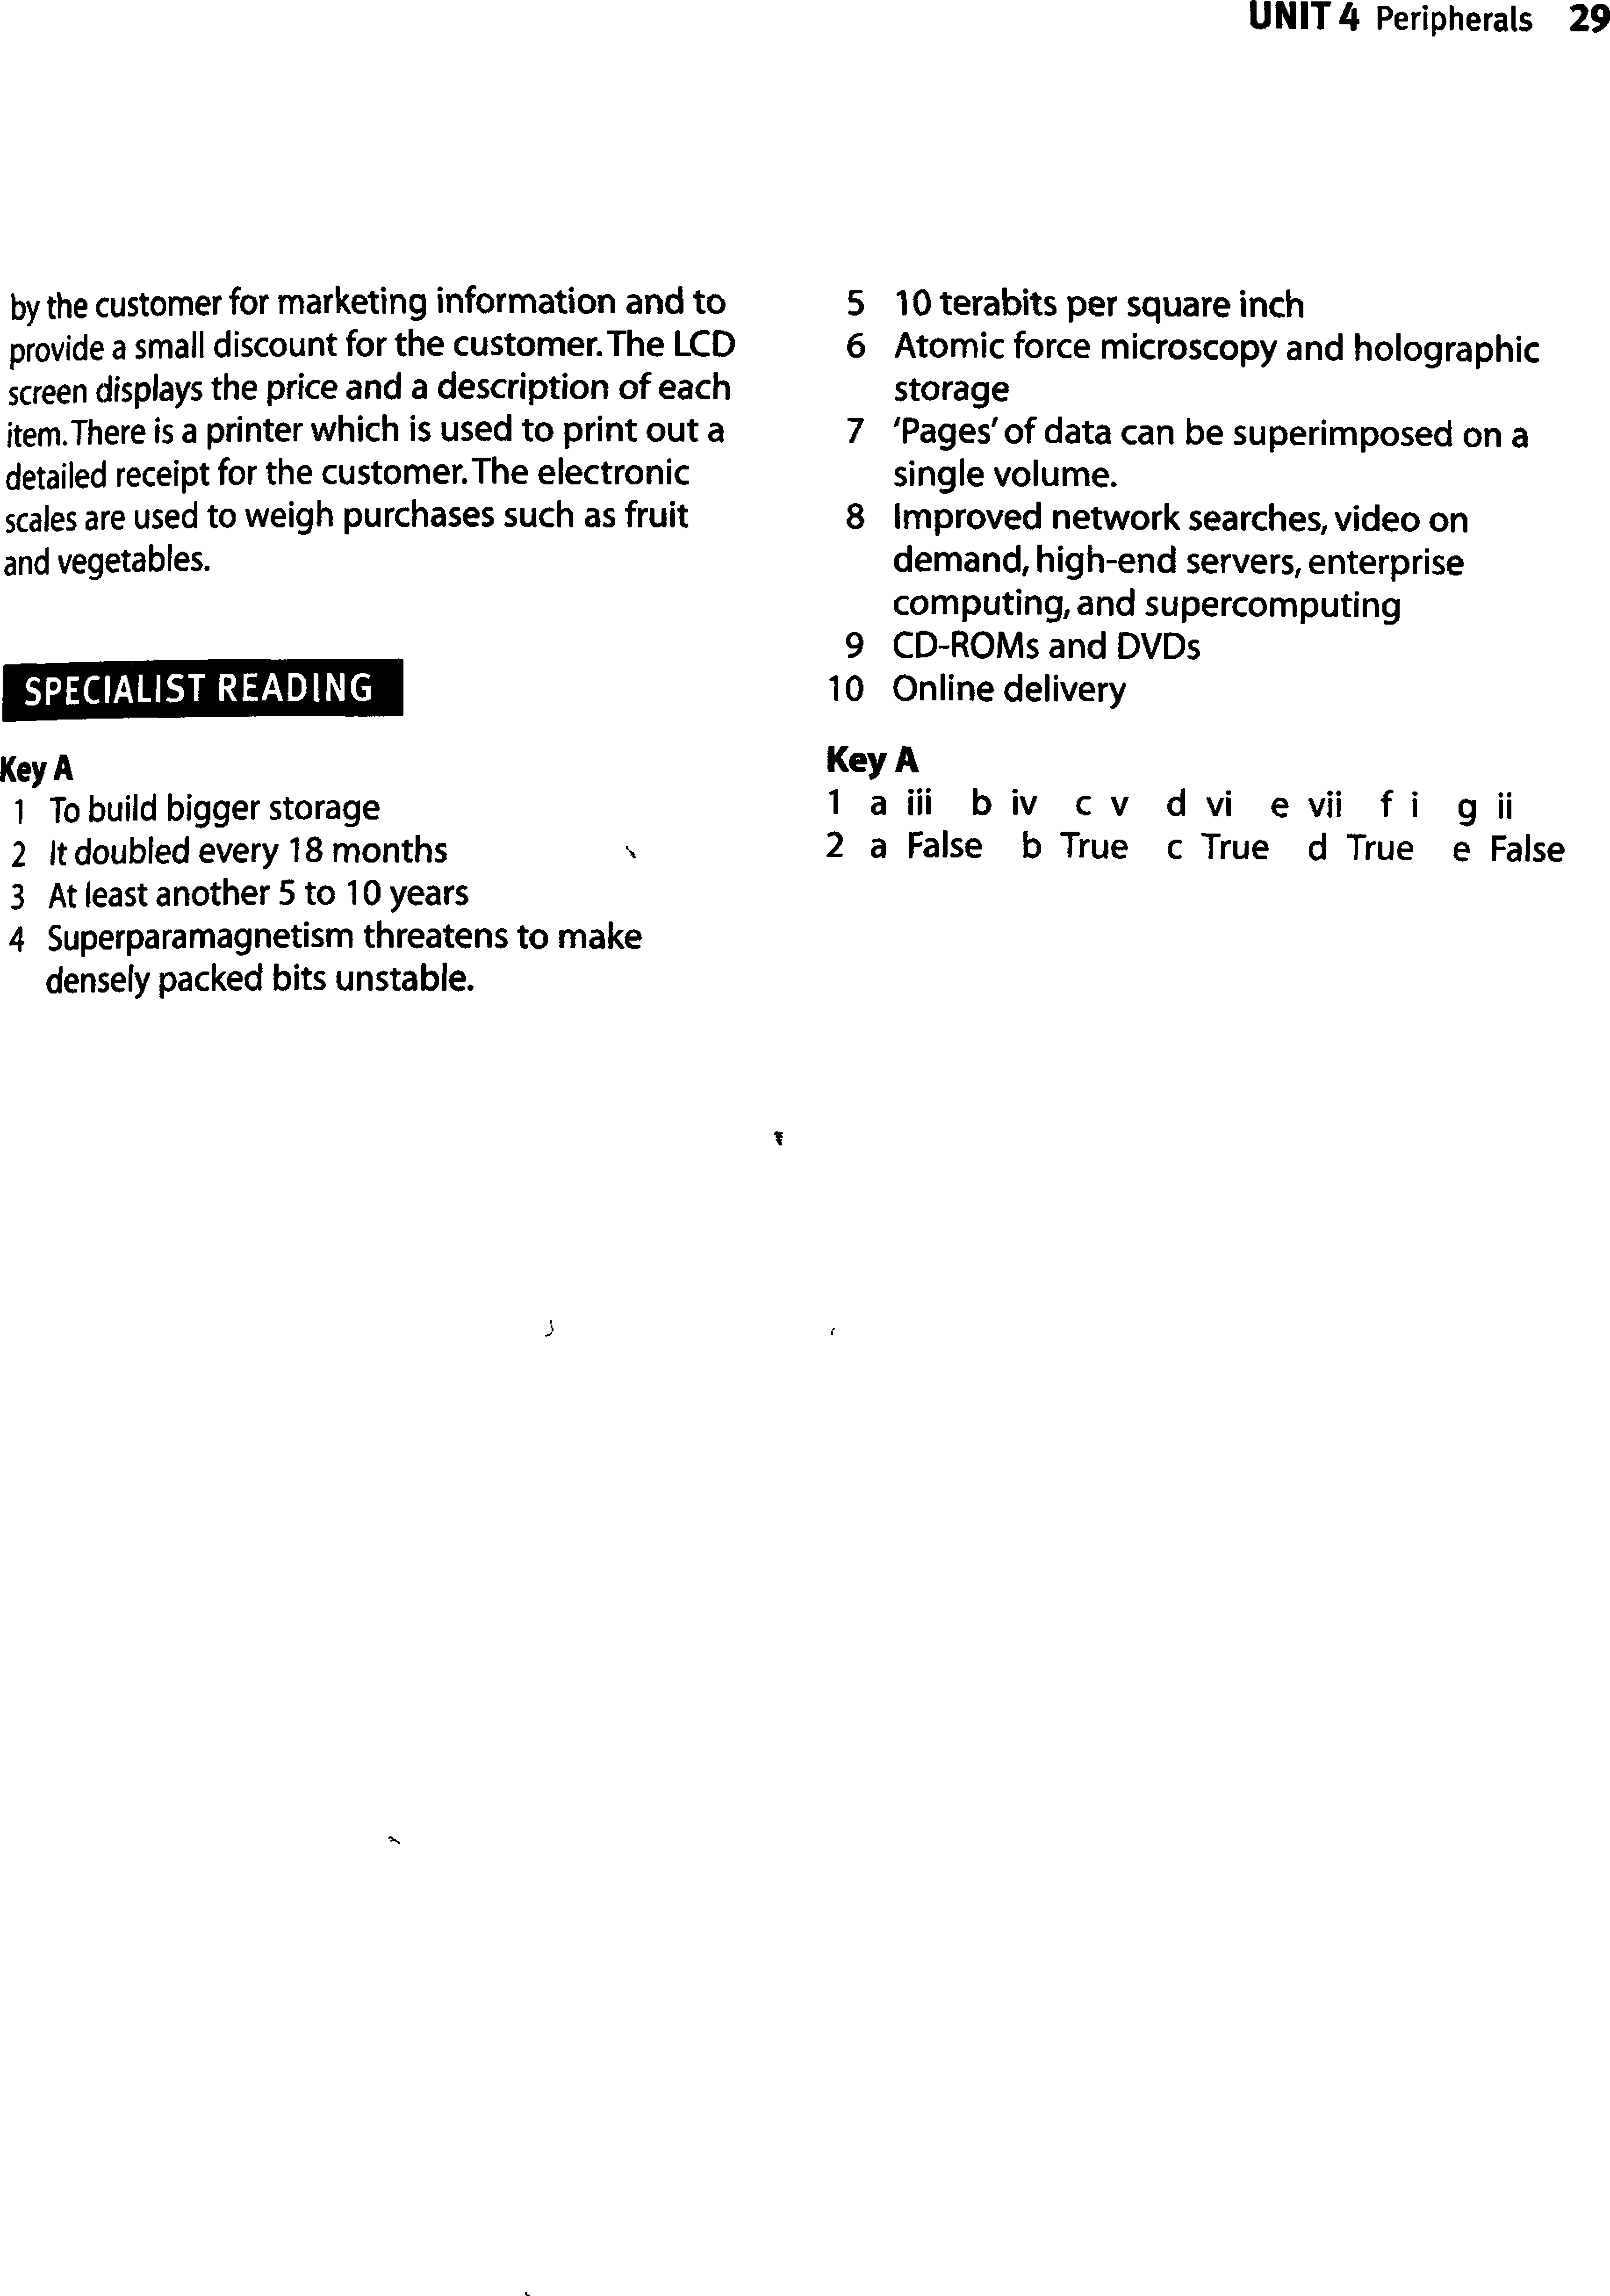 UNIT 4 Peripherals 29
by the customer for marketing information and to
provide a small discount for the customer. The LCD
screen displays the price and a description of each
item. There is a printer which is used to print out a
detailed receipt for the customer. The electronic
scales are used to weigh purchases such as fruit
and vegetables.
SPECIALIST READING
Key A
1 To build bigger storage
2 It doubled every 18 months
3 At least another 5 to 10 years
4 Superparamagnetism threatens to make
densely packed bits unstable.
5 10 terabits per square inch
6 Atomic force microscopy and holographic
storage
7 'Pages' of data can be superimposed on a
single volume.
8 Improved network searches, video on
demand, high-end servers, enterprise
computing, and supercomputing
9 CD-ROMs and DVDs
10 Online delivery
Key A
1 a iii b iv c v d vi e vii f i g ii
2 a False b True c True d True e False